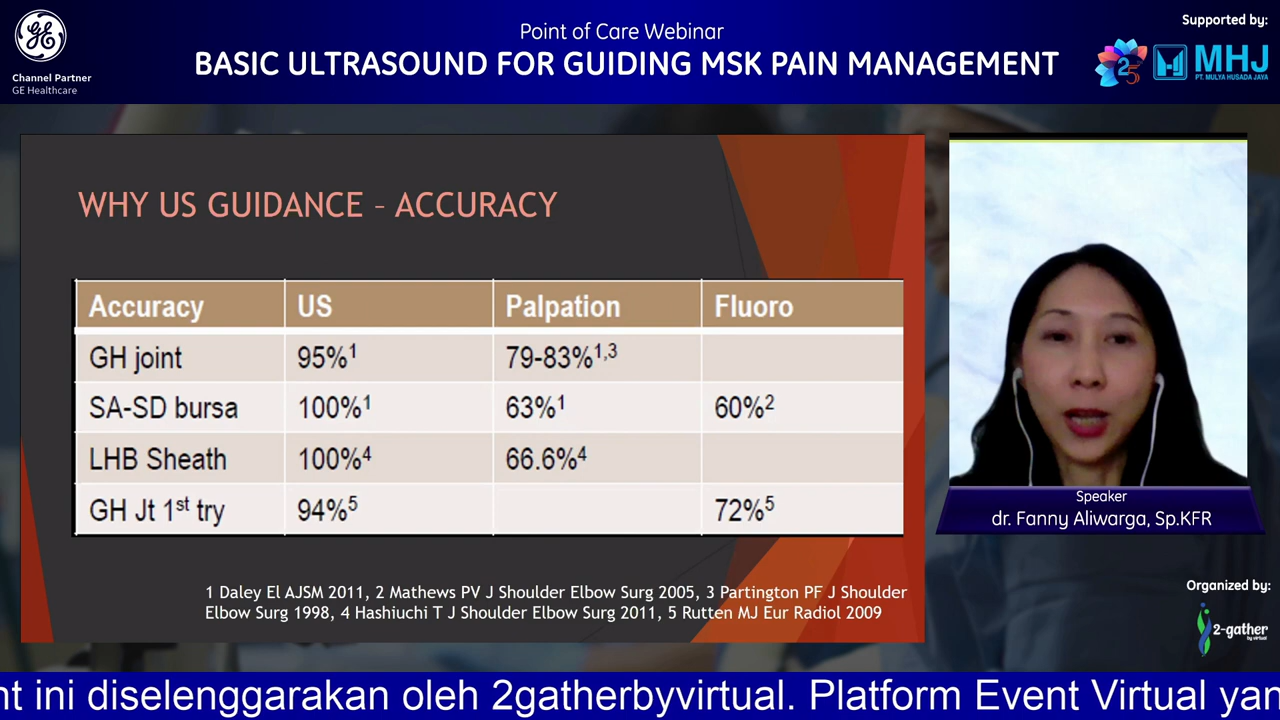 Point of Care Webinar
BASIC ULTRASOUND FOR GUIDING MSK PAIN MANAGEMENT
Channel Partner
GE Healthcare
Supported by:
25
MHJ
PT. MULYA HUSADA JAYA
WHY US GUIDANCE – ACCURACY
Accuracy US Palpation Fluoro
GH joint 95%¹ 79-83%¹,³
SA-SD bursa 100%¹ 63%¹ 60%²
LHB Sheath 100%⁴ 66.6%⁴
GH Jt 1st try 94%⁵ 72%⁵
1 Daley El AJSM 2011, 2 Mathews PV J Shoulder Elbow Surg 2005, 3 Partington PF J Shoulder
Elbow Surg 1998, 4 Hashiuchi T J Shoulder Elbow Surg 2011, 5 Rutten MJ Eur Radiol 2009
Speaker
dr. Fanny Aliwarga, Sp.KFR
Organized by:
2-gather
by virtual
nt ini diselenggarakan oleh 2gatherbyvirtual. Platform Event Virtual yan